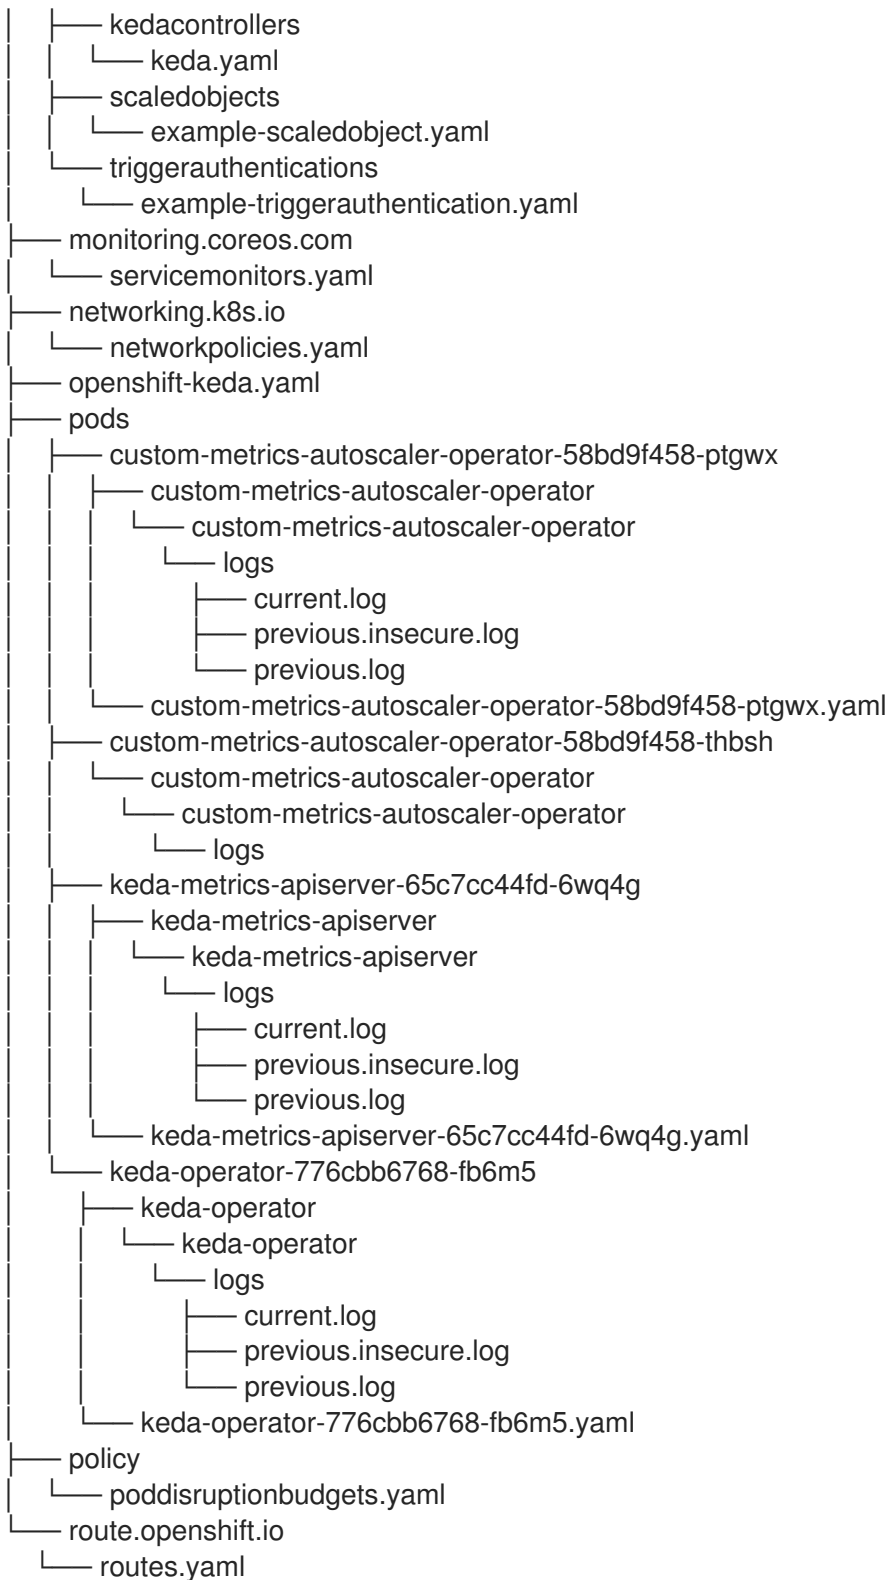 │   ├── kedacontrollers
│   │   └── keda.yaml
│   ├── scaledobjects
│   │   └── example-scaledobject.yaml
│   └── triggerauthentications
│       └── example-triggerauthentication.yaml
├── monitoring.coreos.com
│   └── servicemonitors.yaml
├── networking.k8s.io
│   └── networkpolicies.yaml
├── openshift-keda.yaml
├── pods
│   ├── custom-metrics-autoscaler-operator-58bd9f458-ptgwx
│   │   ├── custom-metrics-autoscaler-operator
│   │   │   └── custom-metrics-autoscaler-operator
│   │   │       └── logs
│   │   │           ├── current.log
│   │   │           ├── previous.insecure.log
│   │   │           └── previous.log
│   │   └── custom-metrics-autoscaler-operator-58bd9f458-ptgwx.yaml
│   ├── custom-metrics-autoscaler-operator-58bd9f458-thbsh
│   │   └── custom-metrics-autoscaler-operator
│   │       └── custom-metrics-autoscaler-operator
│   │           └── logs
│   ├── keda-metrics-apiserver-65c7cc44fd-6wq4g
│   │   ├── keda-metrics-apiserver
│   │   │   └── keda-metrics-apiserver
│   │   │       └── logs
│   │   │           ├── current.log
│   │   │           ├── previous.insecure.log
│   │   │           └── previous.log
│   │   └── keda-metrics-apiserver-65c7cc44fd-6wq4g.yaml
│   └── keda-operator-776cbb6768-fb6m5
│       ├── keda-operator
│       │   └── keda-operator
│       │       └── logs
│       │           ├── current.log
│       │           ├── previous.insecure.log
│       │           └── previous.log
│       └── keda-operator-776cbb6768-fb6m5.yaml
├── policy
│   └── poddisruptionbudgets.yaml
└── route.openshift.io
    └── routes.yaml